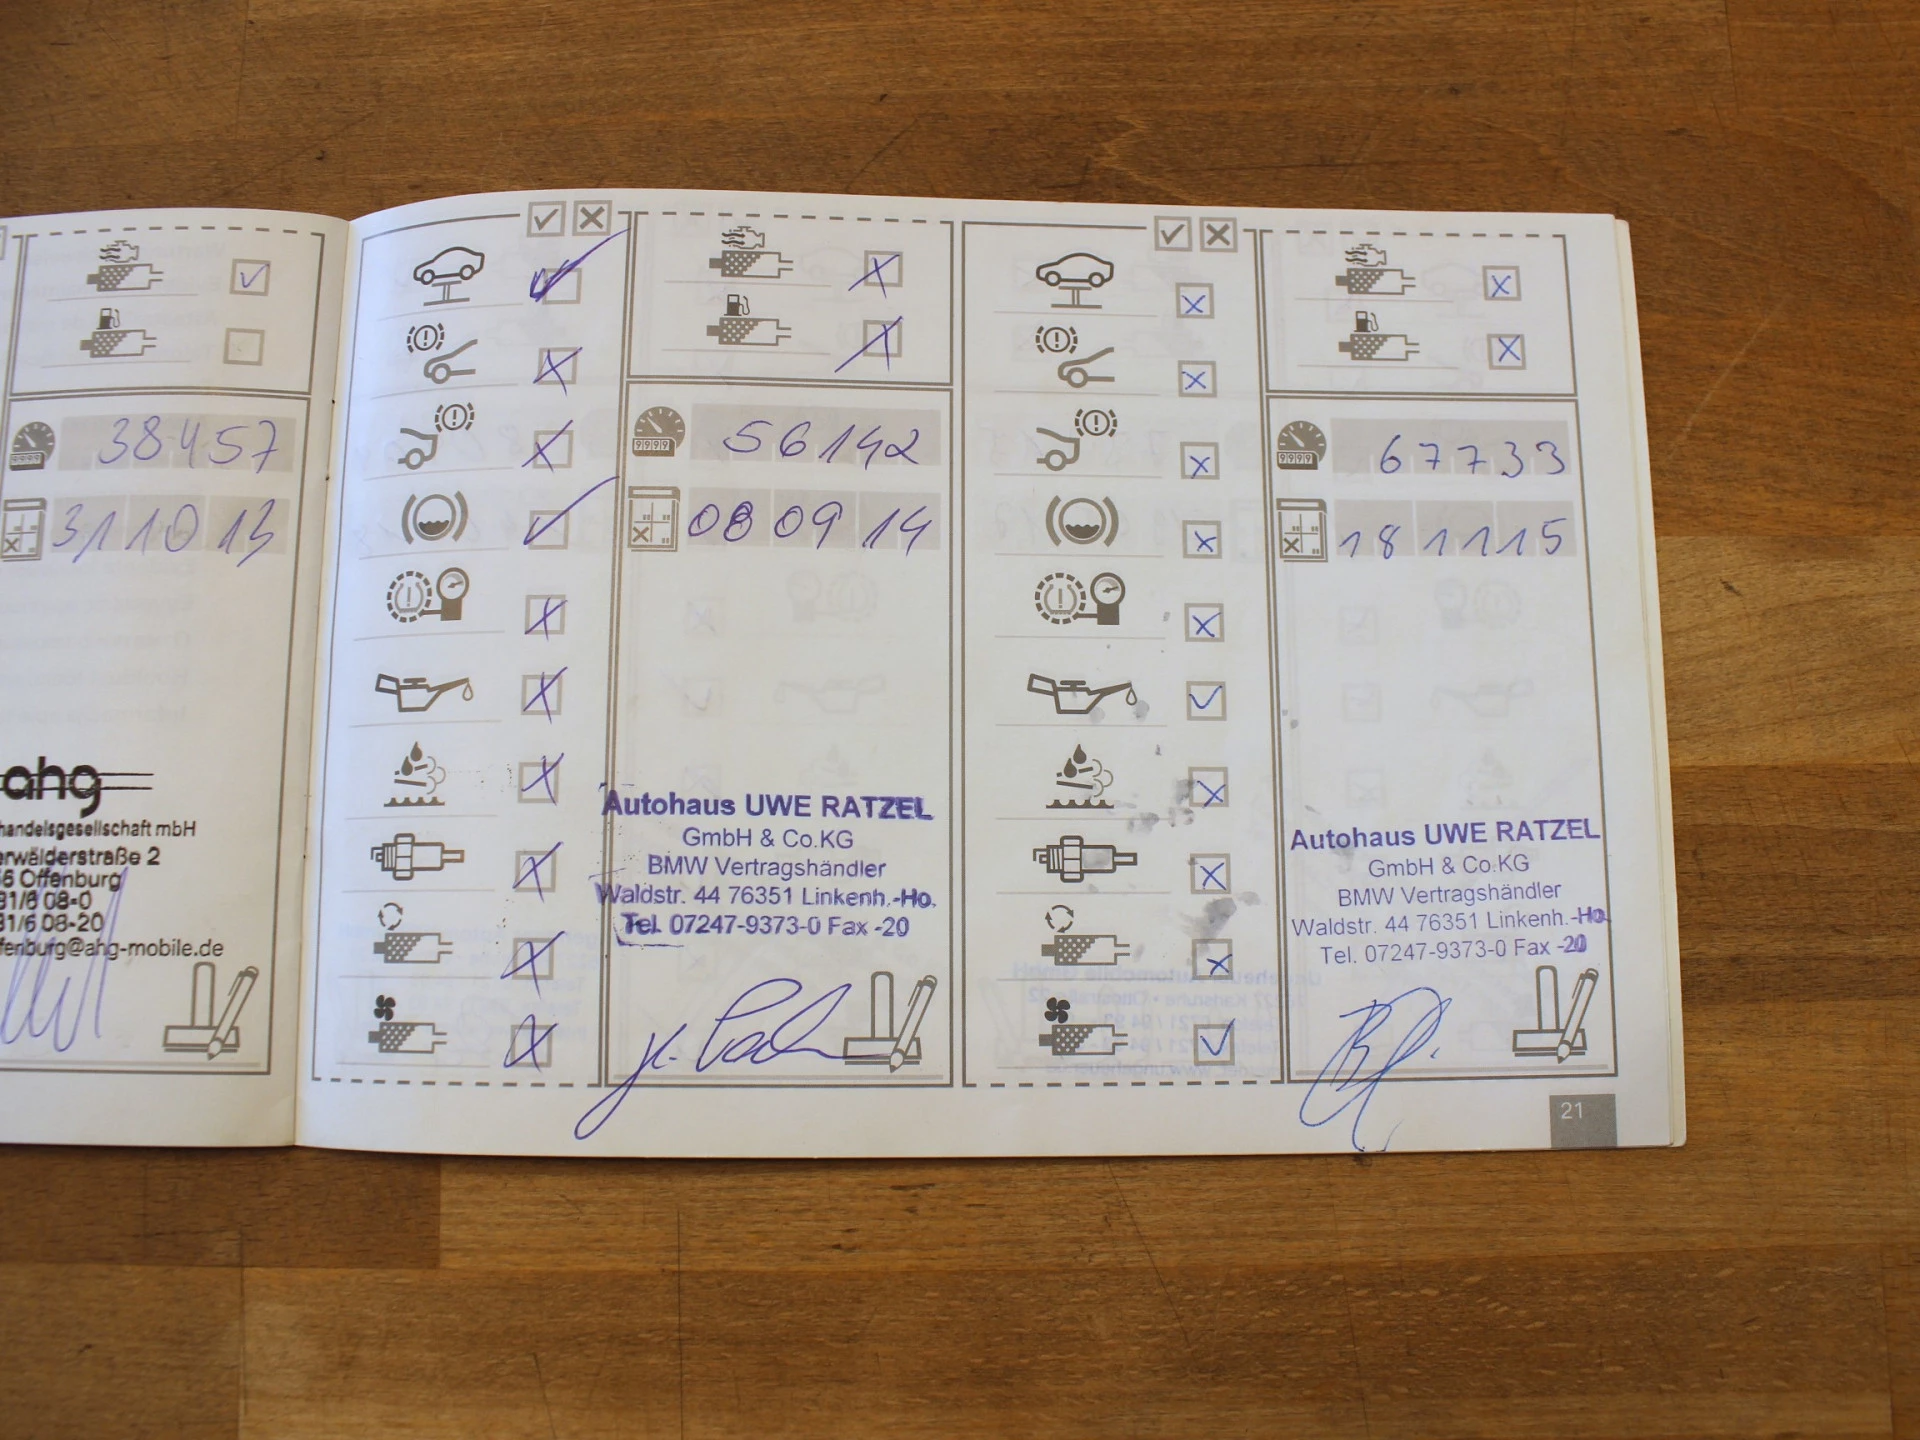 38457
311013
ahg
handelsgesellschaft mbH
erwälderstraße 2
6 Offenburg
31/6 08-0
31/6 08-20
ffenburg@ahg-mobile.de
56142
080914
Autohaus UWE RATZEL
GmbH & Co.KG
BMW Vertragshändler
Waldstr. 44 76351 Linkenh.-Ho.
Tel. 07247-9373-0 Fax -20
67733
181115
Autohaus UWE RATZEL
GmbH & Co.KG
BMW Vertragshändler
Waldstr. 44 76351 Linkenh.-Ho.
Tel. 07247-9373-0 Fax -20
21